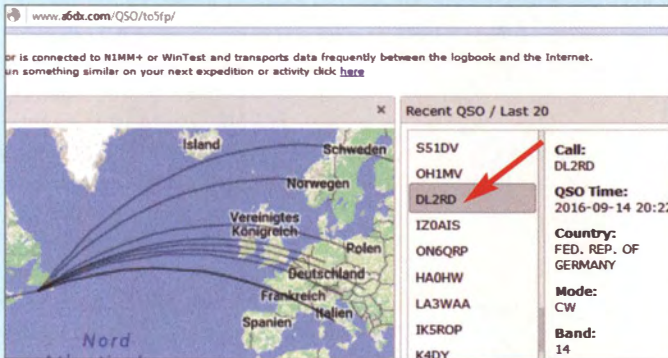 www.a6dx.com/QSO/to5fp/
or is connected to N1MM+ or WinTest and transports data frequently between the logbook and the Internet.
un something similar on your next expedition or activity click here
×
Recent QSO / Last 20
Island
Schweden
Norwegen
Vereinigtes
Königreich
Polen
Deutschland
Frankreich
Italien
Spanien
Nord
S51DV
OH1MV
DL2RD
IZ0AIS
ON6QRP
HA0HW
LA3WAA
IK5ROP
K4DY
Call:
DL2RD
QSO Time:
2016-09-14 20:22
Country:
FED. REP. OF
GERMANY
Mode:
CW
Band:
14